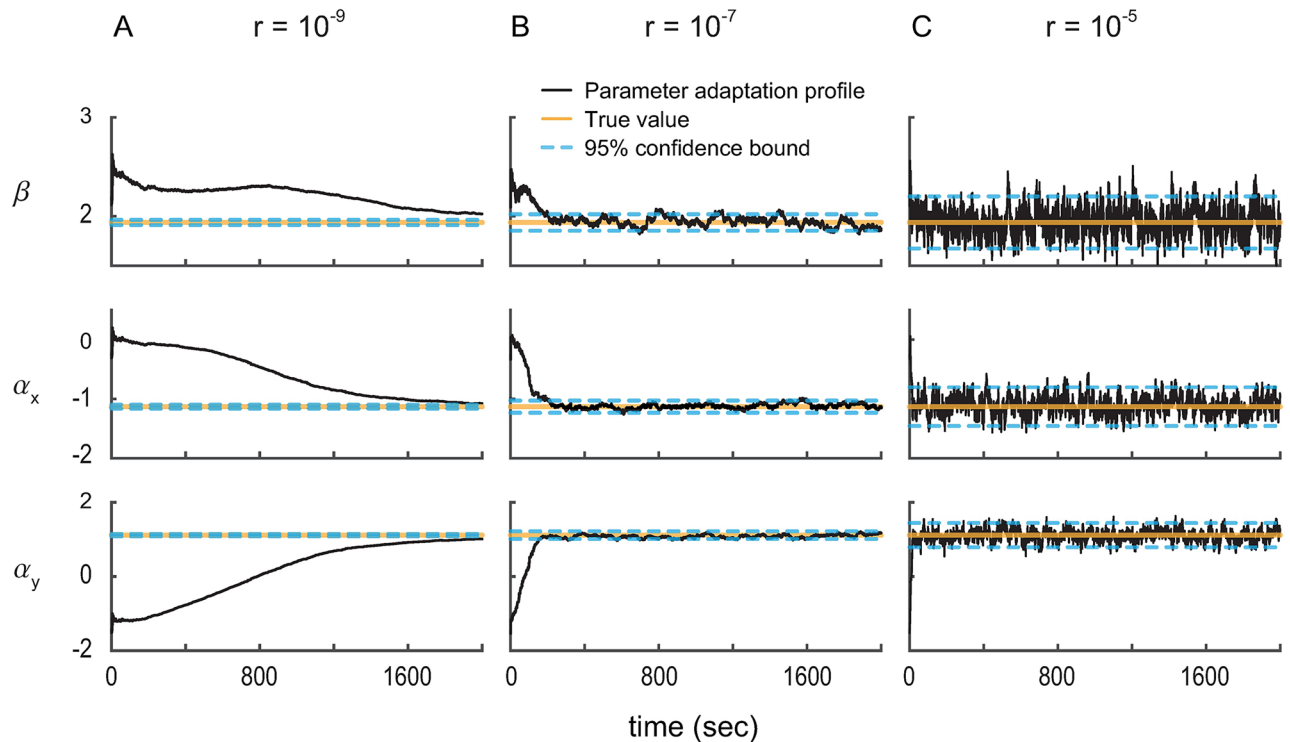 A r = 10⁻⁹ B r = 10⁻⁷ C r = 10⁻⁵
Parameter adaptation profile
True value
95% confidence bound
3
β
2
0
αₓ
-1
-2
2
α_y
0
-2
0 800 1600 0 800 1600 0 800 1600
time (sec)